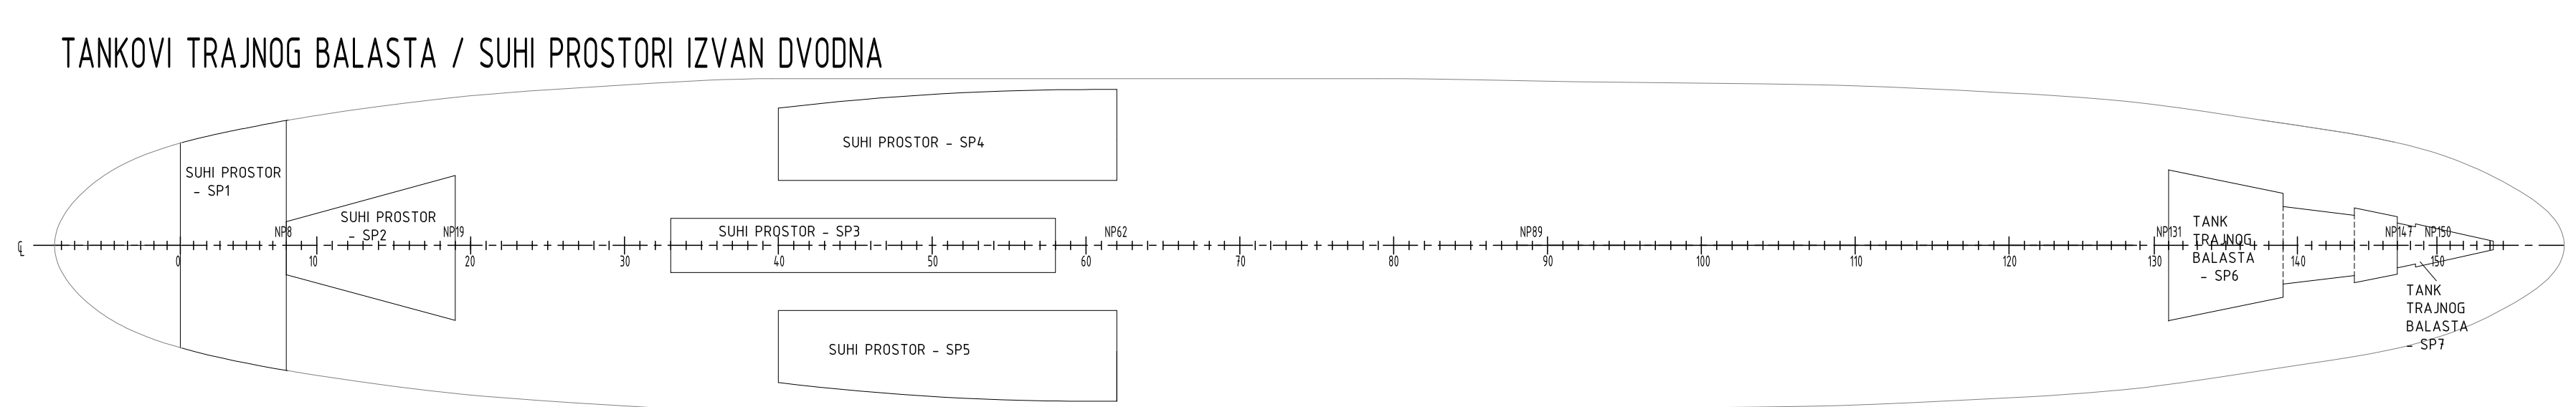 TANKOVI TRAJNOG BALASTA / SUHI PROSTORI IZVAN DVODNA
SUHI PROSTOR - SP4
SUHI PROSTOR
- SP1
SUHI PROSTOR
- SP2
SUHI PROSTOR - SP3
TANK
TRAJNOG
BALASTA
- SP6
NP8
NP19
NP62
NP89
NP131
NP147
NP150
℄
0
10
20
30
40
50
60
70
80
90
100
110
120
130
140
150
TANK
TRAJNOG
BALASTA
- SP7
SUHI PROSTOR - SP5